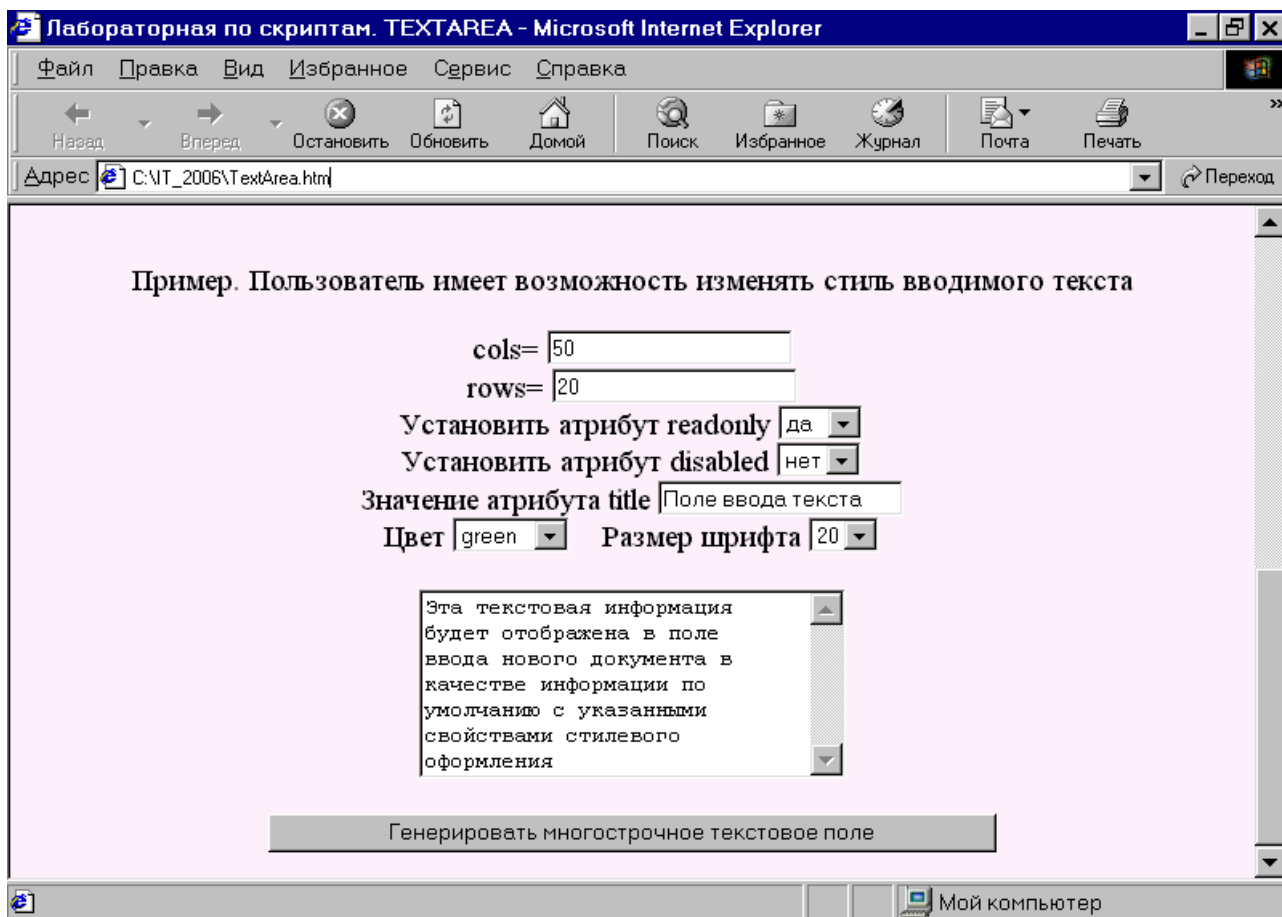 Лабораторная по скриптам. TEXTAREA - Microsoft Internet Explorer
Файл Правка Вид Избранное Сервис Справка
Назад Вперед Остановить Обновить Домой Поиск Избранное Журнал Почта Печать »
Адрес C:\IT_2006\TextArea.htm Переход
Пример. Пользователь имеет возможность изменять стиль вводимого текста
cols= 50
rows= 20
Установить атрибут readonly да
Установить атрибут disabled нет
Значение атрибута title Поле ввода текста
Цвет green Размер шрифта 20
Эта текстовая информация
будет отображена в поле
ввода нового документа в
качестве информации по
умолчанию с указанными
свойствами стилевого
оформления
Генерировать многострочное текстовое поле
Мой компьютер